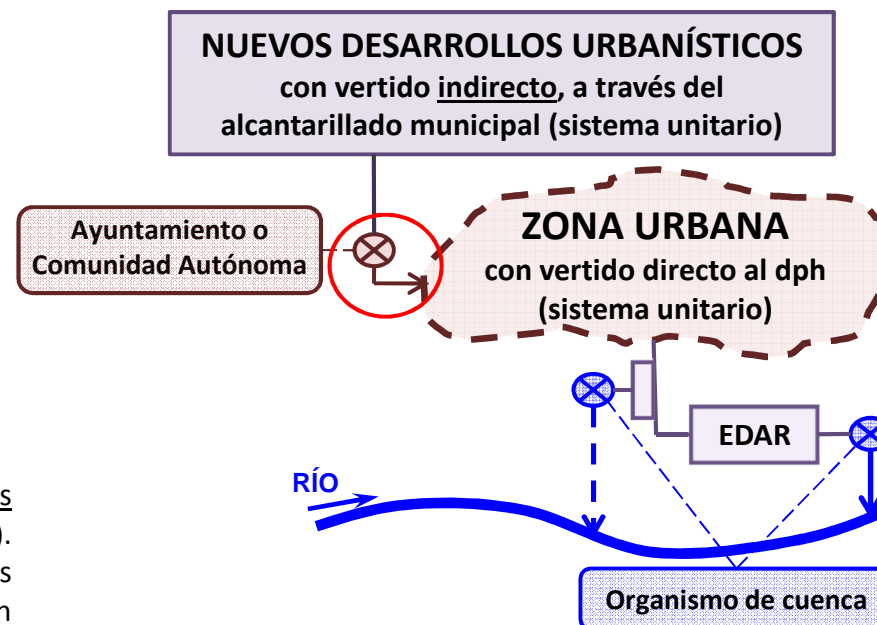 NUEVOS DESARROLLOS URBANÍSTICOS
con vertido indirecto, a través del
alcantarillado municipal (sistema unitario)
Ayuntamiento o
Comunidad Autónoma
ZONA URBANA
con vertido directo al dph
(sistema unitario)
EDAR
RÍO
s
).
s
n
Organismo de cuenca